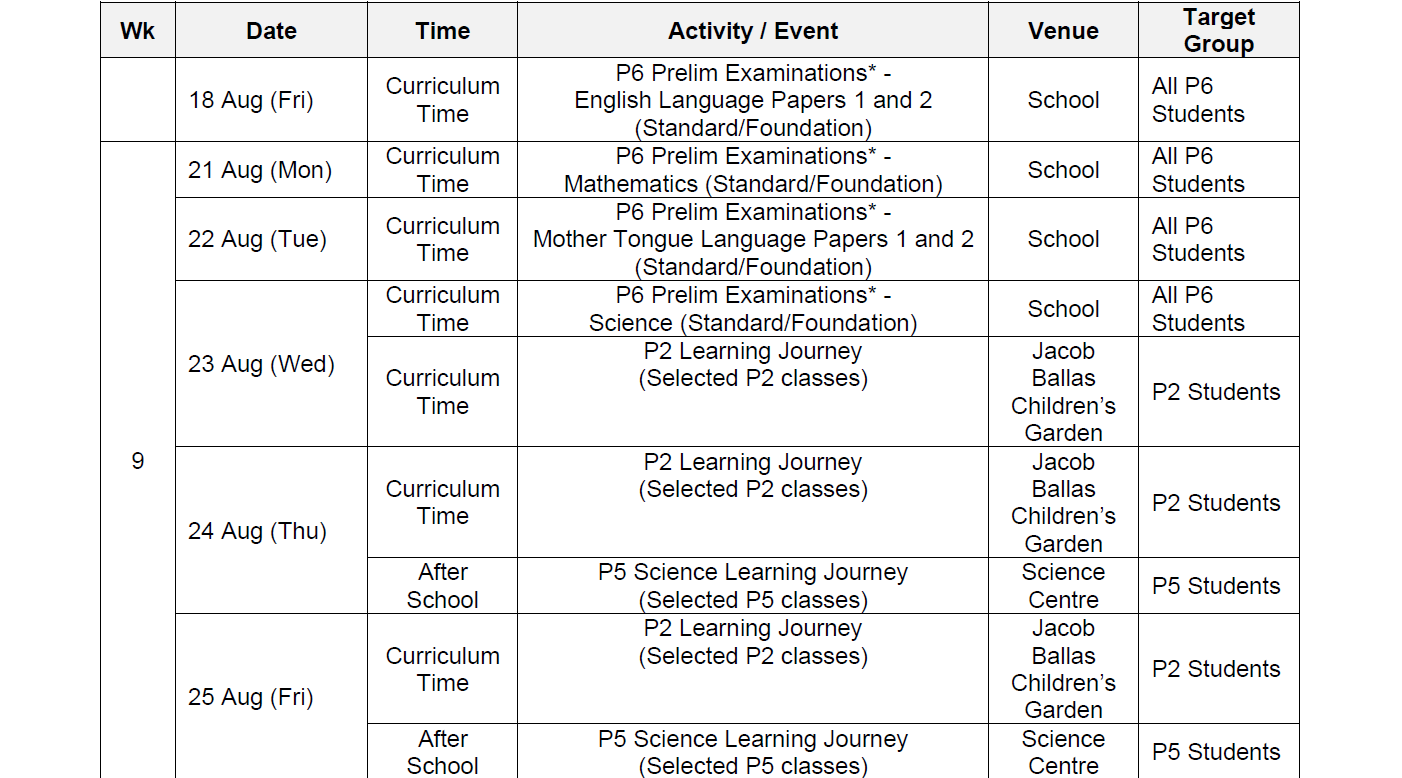 Wk Date Time Activity / Event Venue Target
Group
18 Aug (Fri) Curriculum
Time P6 Prelim Examinations* -
English Language Papers 1 and 2
(Standard/Foundation) School All P6
Students
9
21 Aug (Mon) Curriculum
Time P6 Prelim Examinations* -
Mathematics (Standard/Foundation) School All P6
Students
22 Aug (Tue) Curriculum
Time P6 Prelim Examinations* -
Mother Tongue Language Papers 1 and 2
(Standard/Foundation) School All P6
Students
23 Aug (Wed) Curriculum
Time P6 Prelim Examinations* -
Science (Standard/Foundation) School All P6
Students
Curriculum
Time P2 Learning Journey
(Selected P2 classes) Jacob
Ballas
Children’s
Garden P2 Students
24 Aug (Thu) Curriculum
Time P2 Learning Journey
(Selected P2 classes) Jacob
Ballas
Children’s
Garden P2 Students
After
School P5 Science Learning Journey
(Selected P5 classes) Science
Centre P5 Students
25 Aug (Fri) Curriculum
Time P2 Learning Journey
(Selected P2 classes) Jacob
Ballas
Children’s
Garden P2 Students
After
School P5 Science Learning Journey
(Selected P5 classes) Science
Centre P5 Students